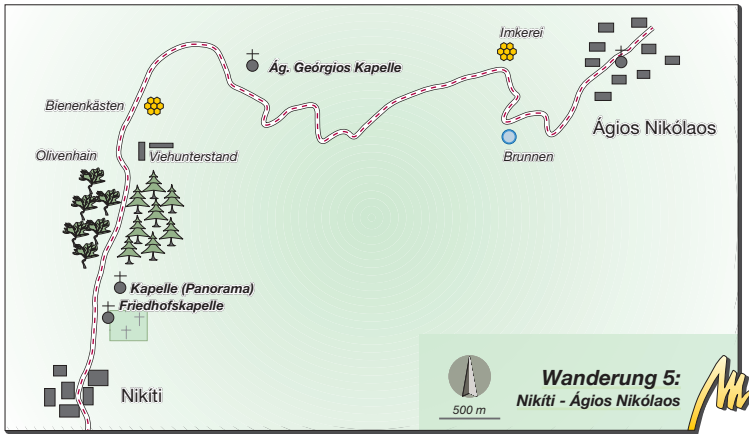 Imkerei
Ág. Geórgios Kapelle
Bienenkästen
Ágios Nikólaos
Olivenhain
Viehunterstand
Brunnen
Kapelle (Panorama)
Friedhofskapelle
Nikíti
500 m
Wanderung 5:
Nikíti - Ágios Nikólaos